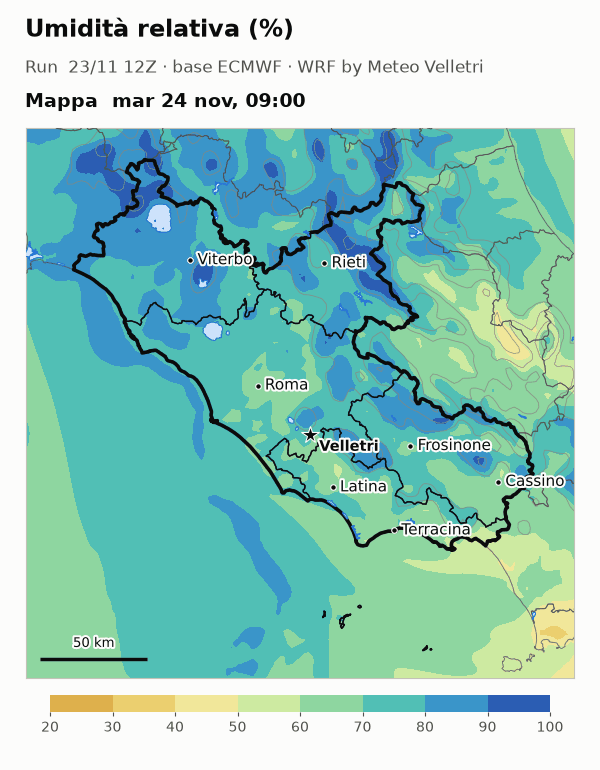 Umidità relativa (%)
Run  23/11 12Z · base ECMWF · WRF by Meteo Velletri
Mappa  mar 24 nov, 09:00
Viterbo
Rieti
Roma
Velletri
Frosinone
Cassino
Latina
Terracina
50 km
20 30 40 50 60 70 80 90 100